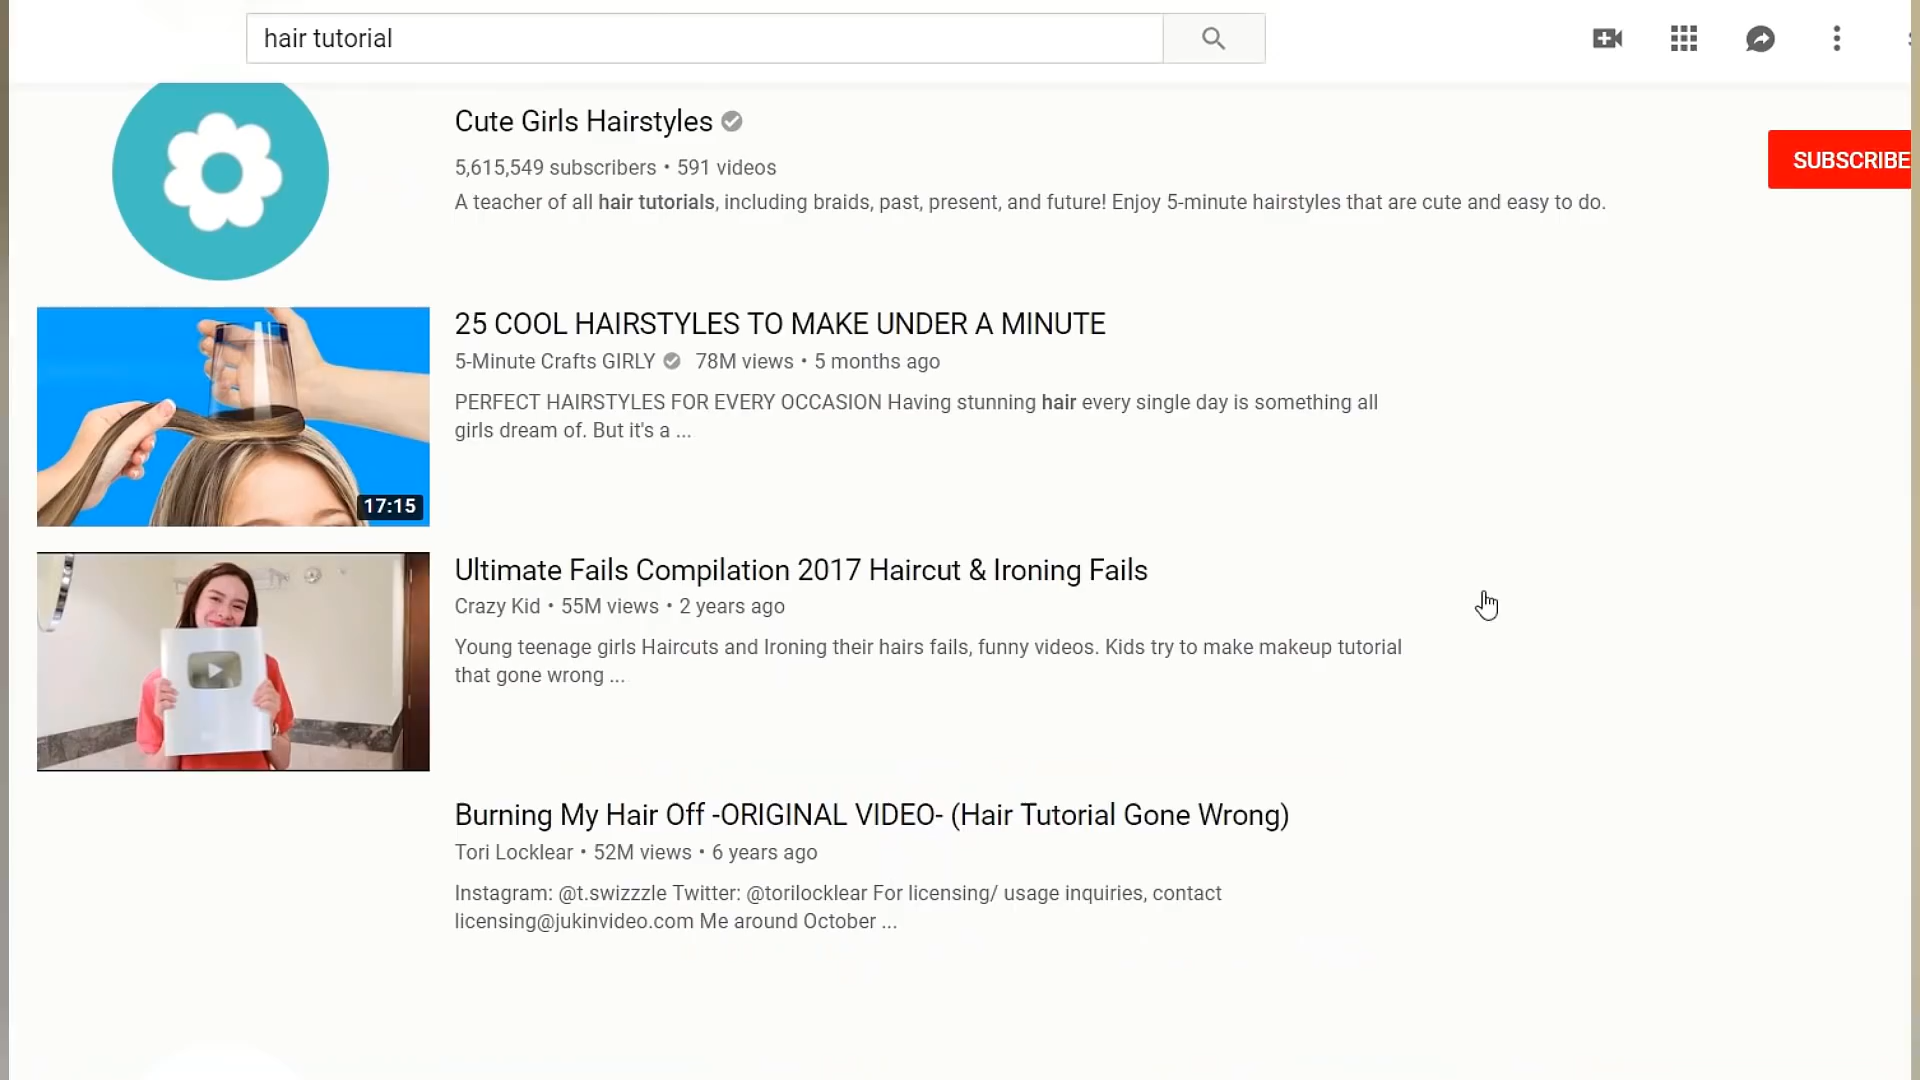 hair tutorial
Cute Girls Hairstyles
5,615,549 subscribers • 591 videos
SUBSCRIBE
A teacher of all hair tutorials, including braids, past, present, and future! Enjoy 5-minute hairstyles that are cute and easy to do.
25 COOL HAIRSTYLES TO MAKE UNDER A MINUTE
5-Minute Crafts GIRLY 78M views • 5 months ago
PERFECT HAIRSTYLES FOR EVERY OCCASION Having stunning hair every single day is something all
girls dream of. But it's a ...
17:15
Ultimate Fails Compilation 2017 Haircut & Ironing Fails
Crazy Kid • 55M views • 2 years ago
Young teenage girls Haircuts and Ironing their hairs fails, funny videos. Kids try to make makeup tutorial
that gone wrong ...
Burning My Hair Off -ORIGINAL VIDEO- (Hair Tutorial Gone Wrong)
Tori Locklear • 52M views • 6 years ago
Instagram: @t.swizzzle Twitter: @torilocklear For licensing/ usage inquiries, contact
licensing@jukinvideo.com Me around October ...